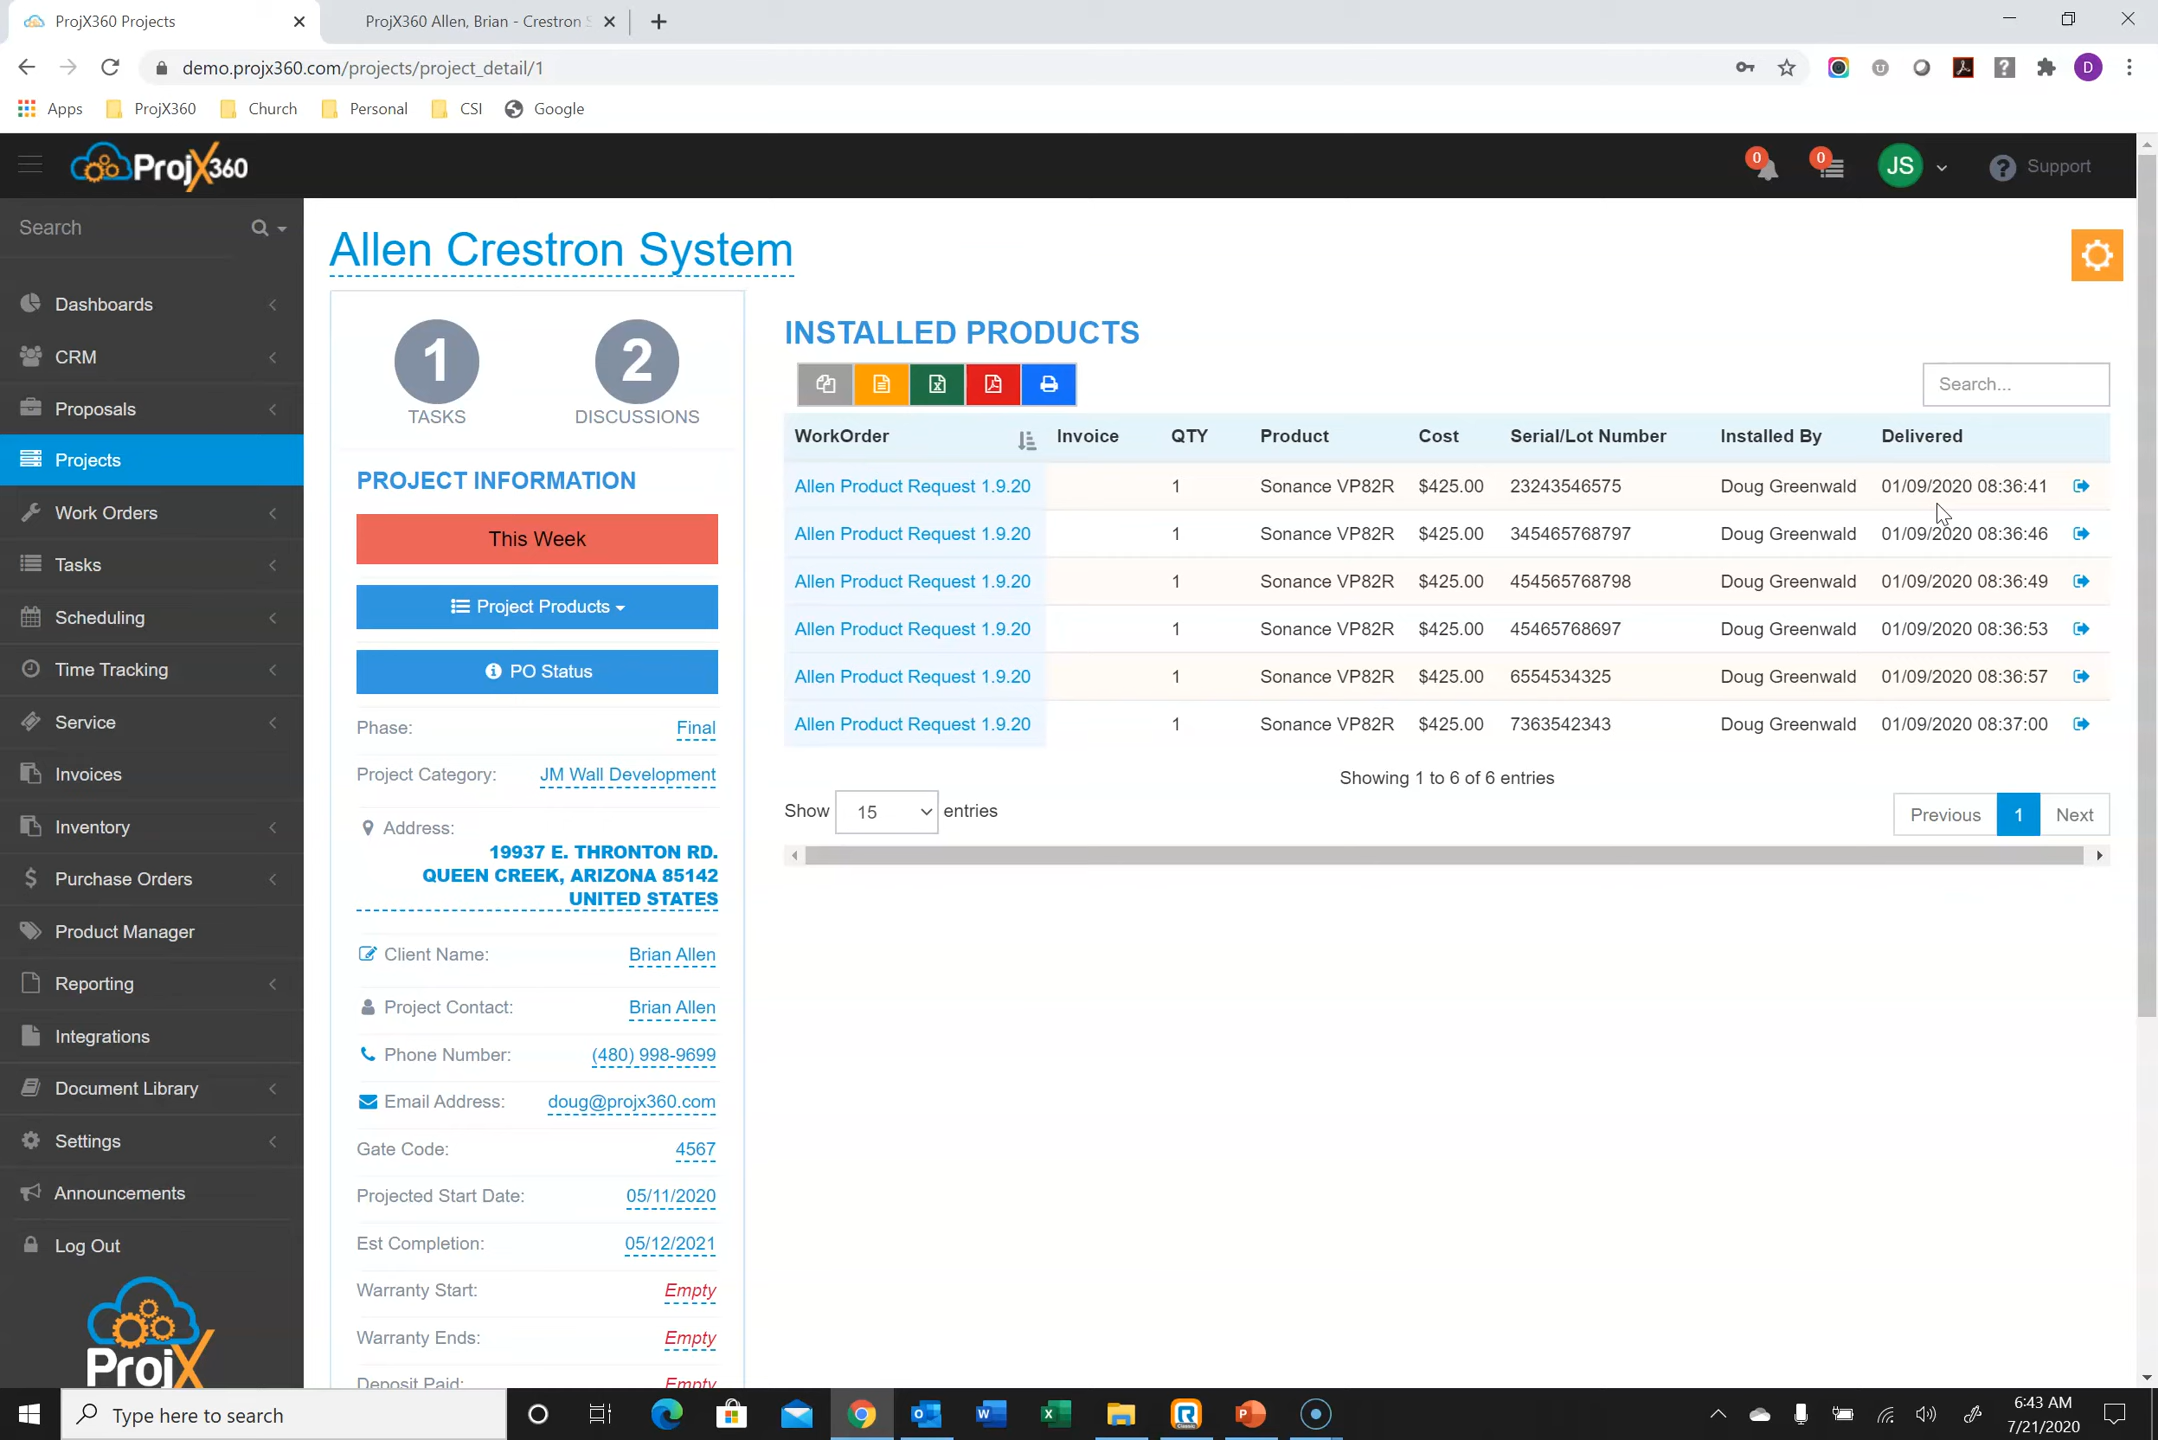 ProjX360 Projects
ProjX360 Allen, Brian - Crestron S
demo.projx360.com/projects/project_detail/1
D
Apps ProjX360 Church Personal CSI Google
ProjX360
0 0 JS Support
Search
Dashboards
CRM
Proposals
Projects
Work Orders
Tasks
Scheduling
Time Tracking
Service
Invoices
Inventory
Purchase Orders
Product Manager
Reporting
Integrations
Document Library
Settings
Announcements
Log Out
ProjX
Allen Crestron System
1 2
TASKS DISCUSSIONS
PROJECT INFORMATION
This Week
Project Products
PO Status
Phase: Final
Project Category: JM Wall Development
Address:
19937 E. THRONTON RD.
QUEEN CREEK, ARIZONA 85142
UNITED STATES
Client Name: Brian Allen
Project Contact: Brian Allen
Phone Number: (480) 998-9699
Email Address: doug@projx360.com
Gate Code: 4567
Projected Start Date: 05/11/2020
Est Completion: 05/12/2021
Warranty Start: Empty
Warranty Ends: Empty
Deposit Paid: Empty
INSTALLED PRODUCTS
Search...
WorkOrder Invoice QTY Product Cost Serial/Lot Number Installed By Delivered
Allen Product Request 1.9.20 1 Sonance VP82R $425.00 23243546575 Doug Greenwald 01/09/2020 08:36:41
Allen Product Request 1.9.20 1 Sonance VP82R $425.00 345465768797 Doug Greenwald 01/09/2020 08:36:46
Allen Product Request 1.9.20 1 Sonance VP82R $425.00 454565768798 Doug Greenwald 01/09/2020 08:36:49
Allen Product Request 1.9.20 1 Sonance VP82R $425.00 45465768697 Doug Greenwald 01/09/2020 08:36:53
Allen Product Request 1.9.20 1 Sonance VP82R $425.00 6554534325 Doug Greenwald 01/09/2020 08:36:57
Allen Product Request 1.9.20 1 Sonance VP82R $425.00 7363542343 Doug Greenwald 01/09/2020 08:37:00
Showing 1 to 6 of 6 entries
Show 15 entries
Previous 1 Next
Type here to search
6:43 AM
7/21/2020